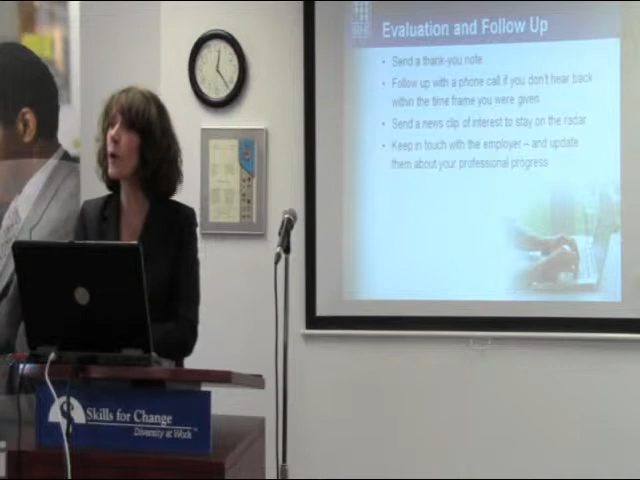 Evaluation and Follow Up
• Send a thank-you note
• Follow up with a phone call if you don't hear back
within the time frame you were given
• Send a news clip of interest to stay on the radar
• Keep in touch with the employer – and update
them about your professional progress
Skills for Change
Diversity at Work™